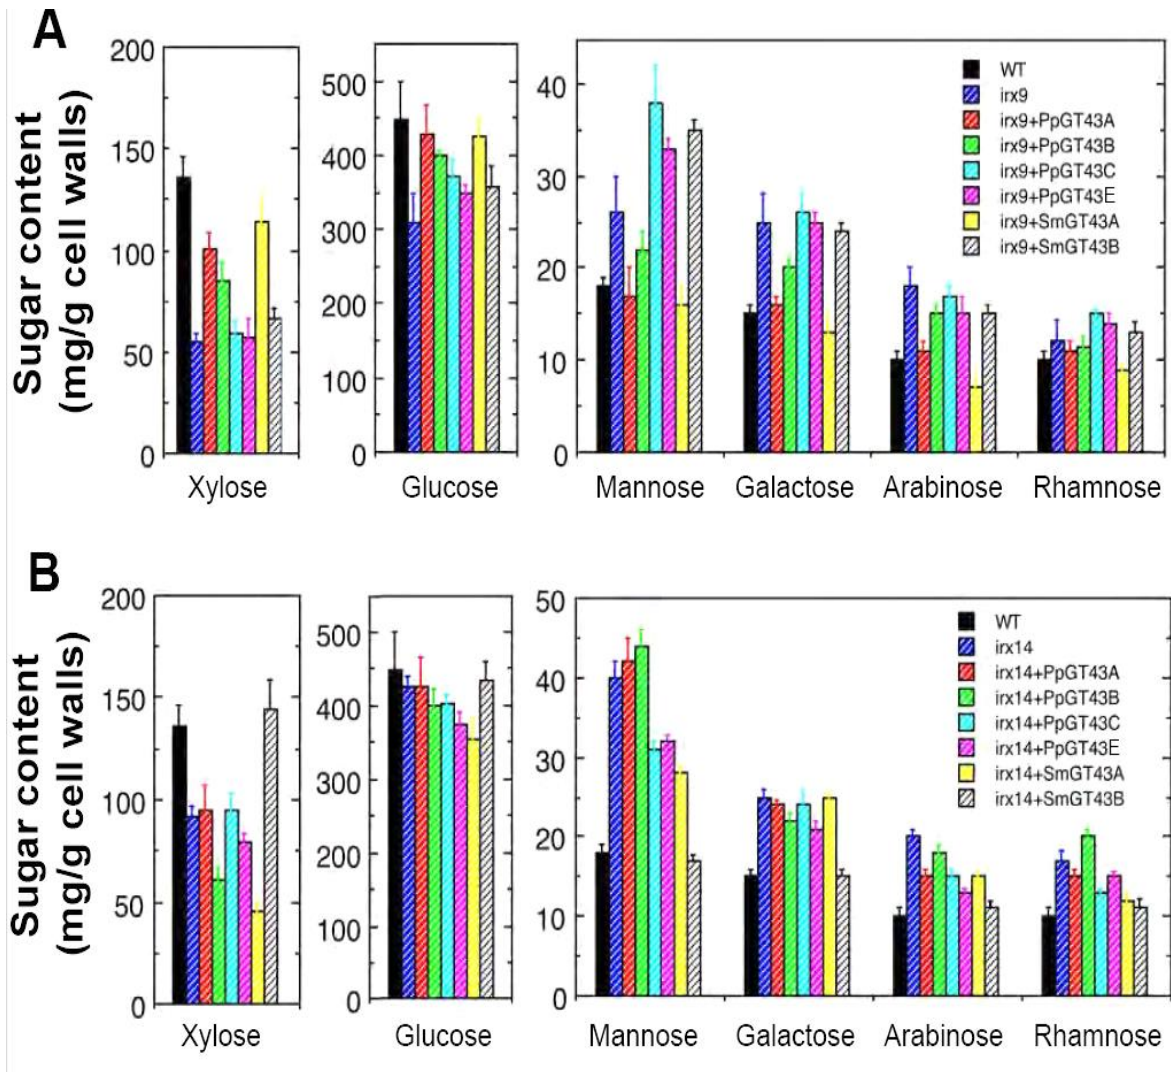 A
Sugar content
(mg/g cell walls)
200
150
100
50
0
Xylose
500
400
300
200
100
0
Glucose
40
30
20
10
0
Mannose Galactose Arabinose Rhamnose
WT
irx9
irx9+PpGT43A
irx9+PpGT43B
irx9+PpGT43C
irx9+PpGT43E
irx9+SmGT43A
irx9+SmGT43B
B
Sugar content
(mg/g cell walls)
200
150
100
50
0
Xylose
500
400
300
200
100
0
Glucose
50
40
30
20
10
0
Mannose Galactose Arabinose Rhamnose
WT
irx14
irx14+PpGT43A
irx14+PpGT43B
irx14+PpGT43C
irx14+PpGT43E
irx14+SmGT43A
irx14+SmGT43B